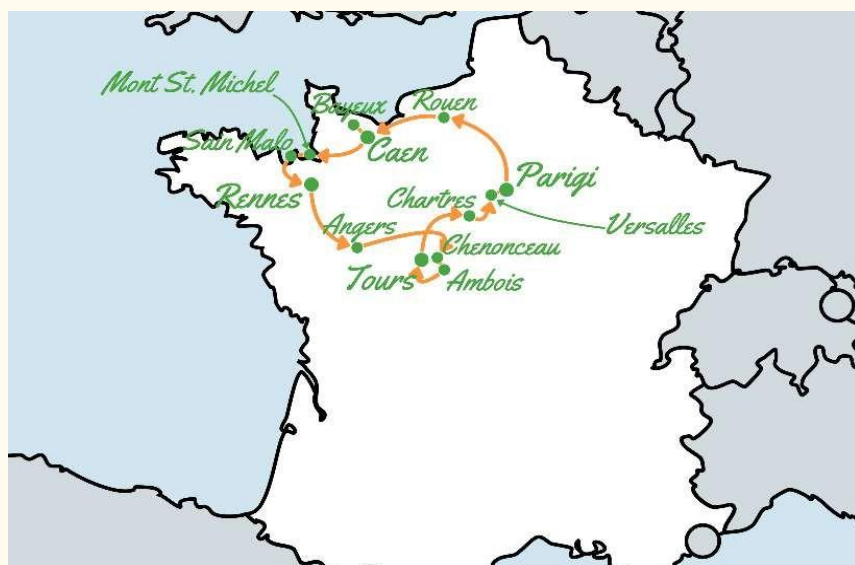 Mont St. Michel
Bayeux
Rouen
Sain Malo
Caen
Parigi
Rennes
Chartres
Angers
Versalles
Chenonceau
Tours
Ambois